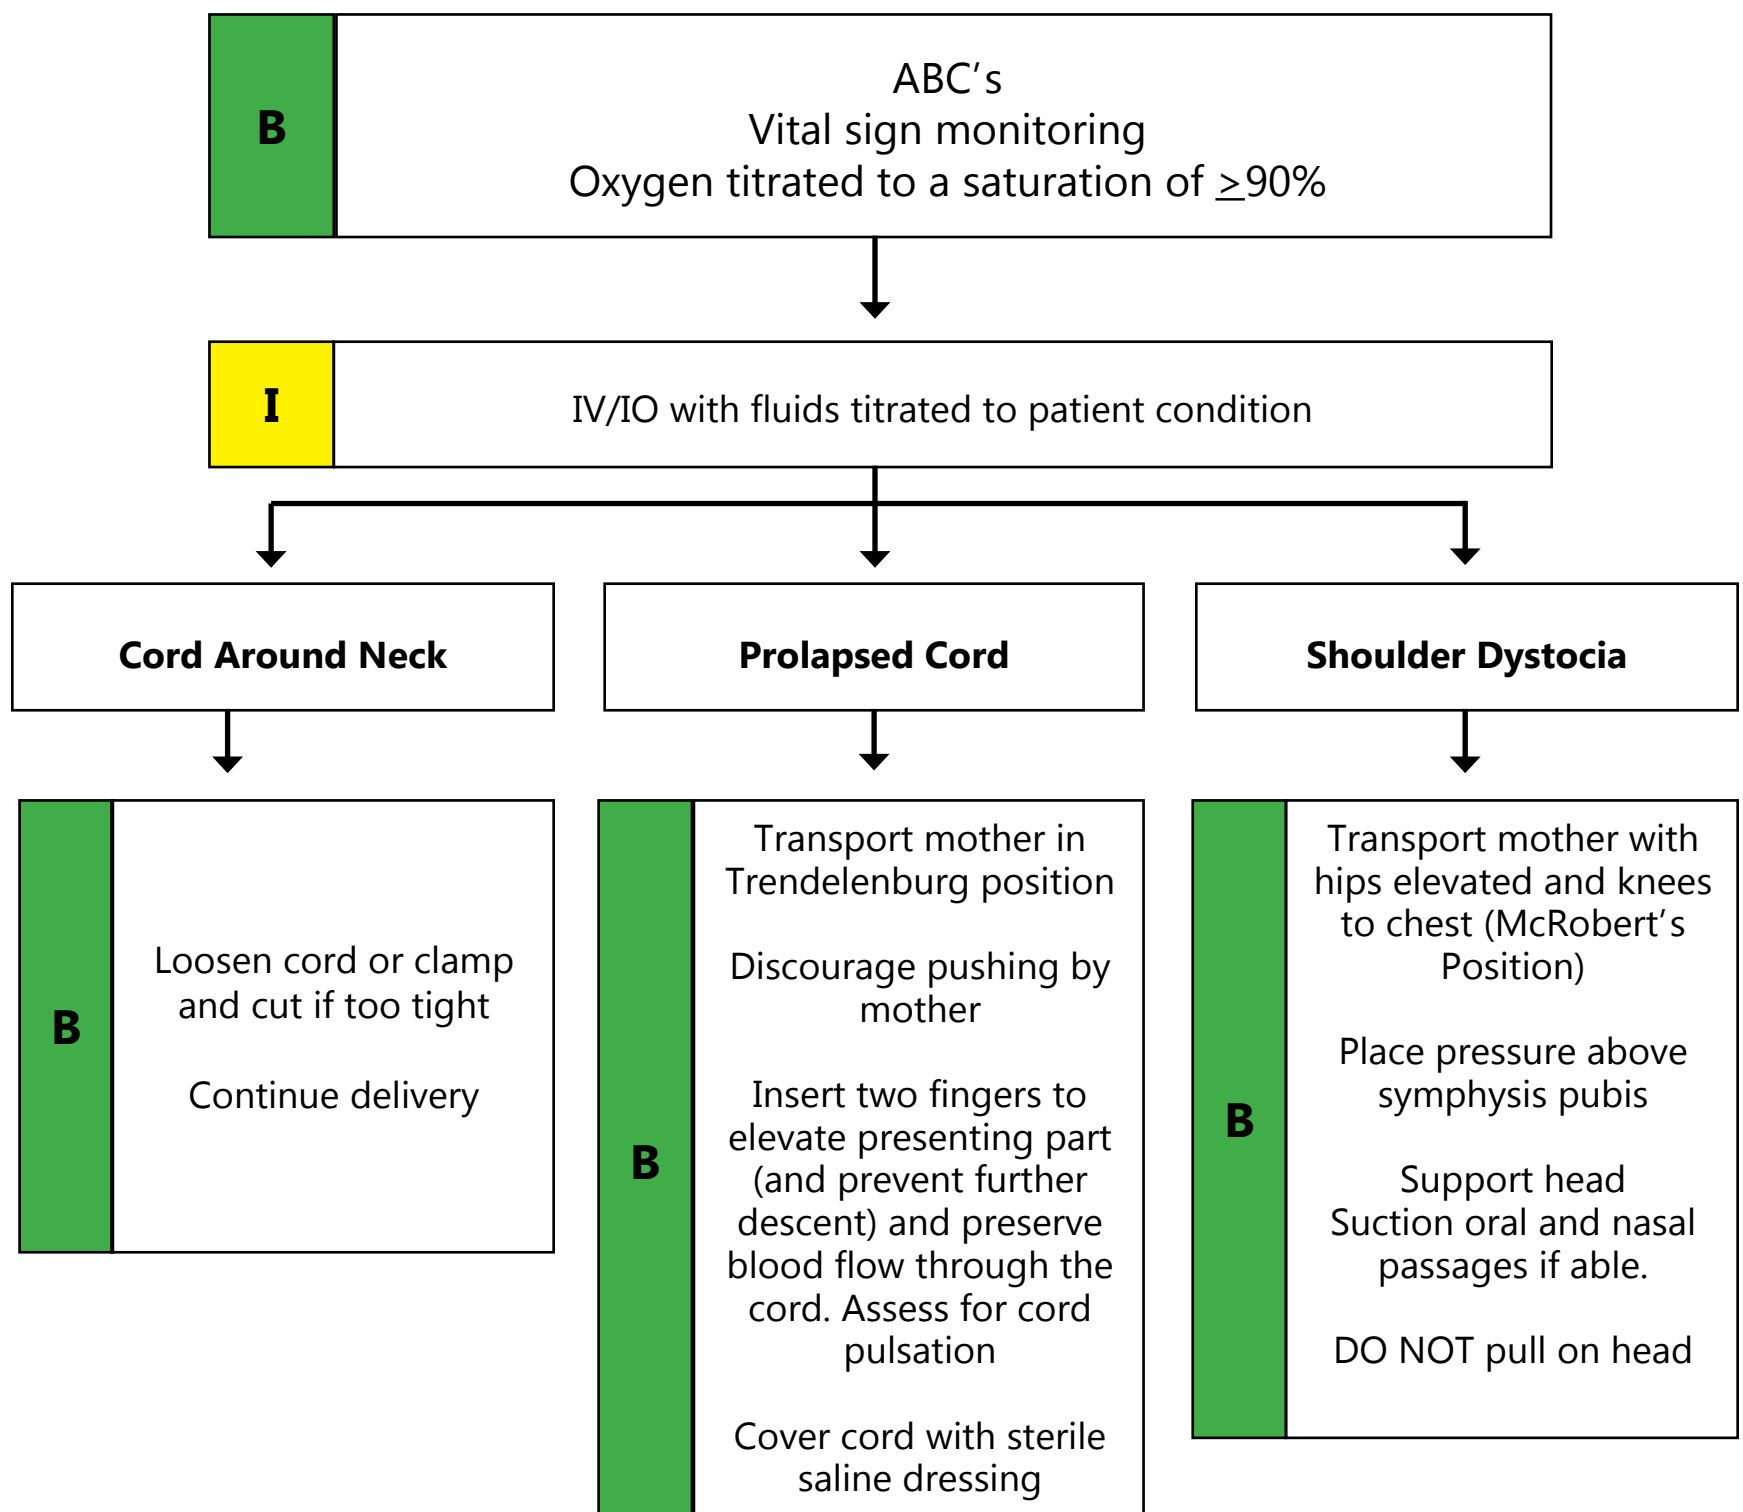 B
ABC’s
Vital sign monitoring
Oxygen titrated to a saturation of >90%
I
IV/IO with fluids titrated to patient condition
Cord Around Neck
Prolapsed Cord
Shoulder Dystocia
B
Loosen cord or clamp
and cut if too tight
Continue delivery
B
Transport mother in
Trendelenburg position
Discourage pushing by
mother
Insert two fingers to
elevate presenting part
(and prevent further
descent) and preserve
blood flow through the
cord. Assess for cord
pulsation
Cover cord with sterile
saline dressing
B
Transport mother with
hips elevated and knees
to chest (McRobert’s
Position)
Place pressure above
symphysis pubis
Support head
Suction oral and nasal
passages if able.
DO NOT pull on head